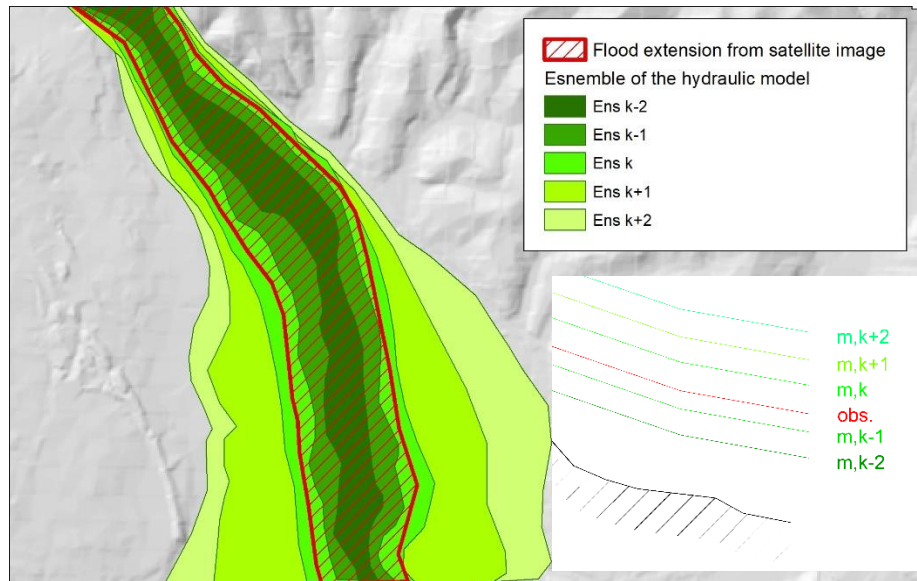 Flood extension from satellite image
Esnemble of the hydraulic model
Ens k-2
Ens k-1
Ens k
Ens k+1
Ens k+2
m,k+2
m,k+1
m,k
obs.
m,k-1
m,k-2